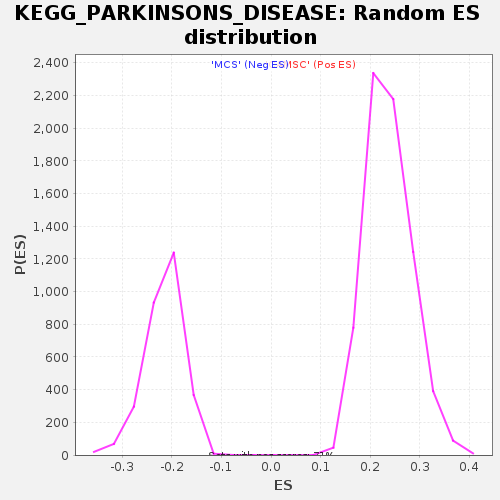 KEGG_PARKINSONS_DISEASE: Random ES
distribution
'MCS' (Neg ES) 'ISC' (Pos ES)
2,400
2,200
2,000
1,800
1,600
1,400
1,200
1,000
800
600
400
200
0
P(ES)
-0.3 -0.2 -0.1 0.0 0.1 0.2 0.3 0.4
ES